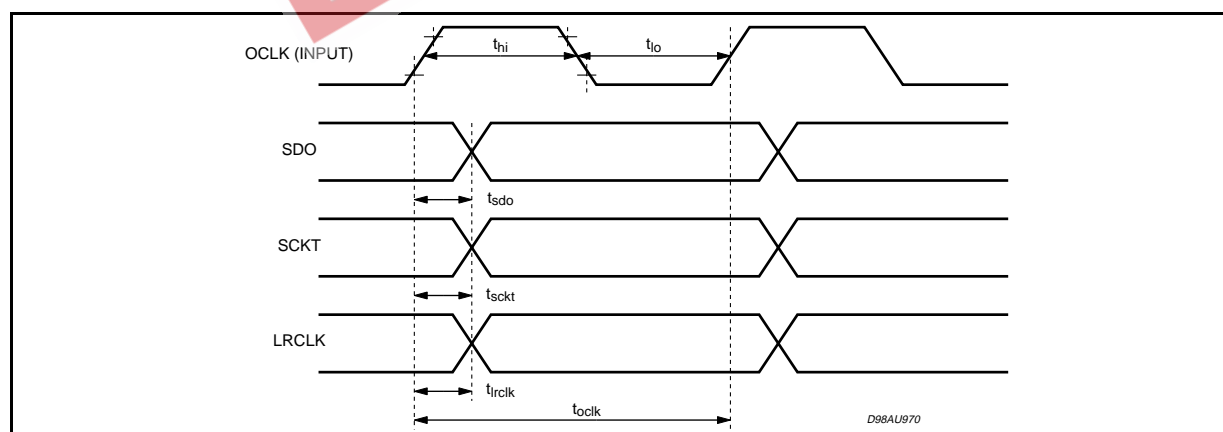 OCLK (INPUT)
thi
tlo
SDO
tsdo
SCKT
tsckt
LRCLK
tlrclk
toclk
D98AU970